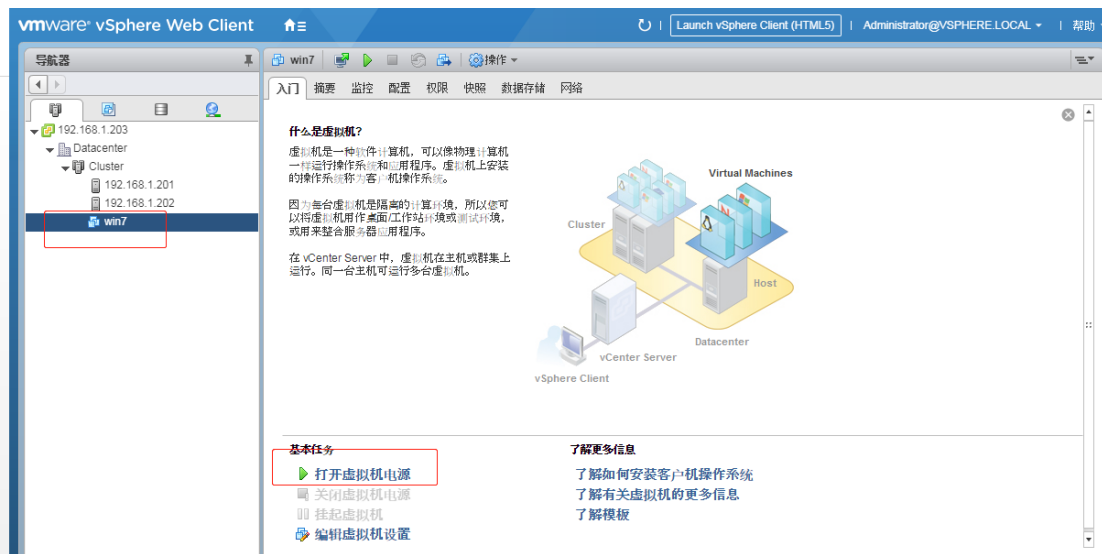 vmware® vSphere Web Client
Launch vSphere Client (HTML5)
Administrator@VSPHERE.LOCAL
帮助
导航器
win7
操作
入门 摘要 监控 配置 权限 快照 数据存储 网络
192.168.1.203
Datacenter
Cluster
192.168.1.201
192.168.1.202
win7
什么是虚拟机?
虚拟机是一种软件计算机，可以像物理计算机
一样运行操作系统和应用程序。虚拟机上安装
的操作系统称为客户机操作系统。
因为每台虚拟机是隔离的计算环境，所以您可
以将虚拟机用作桌面/工作站环境或测试环境，
或用来整合服务器应用程序。
在 vCenter Server 中，虚拟机在主机或群集上
运行。同一台主机可运行多台虚拟机。
Virtual Machines
Cluster
Host
Datacenter
vCenter Server
vSphere Client
基本任务
打开虚拟机电源
关闭虚拟机电源
挂起虚拟机
编辑虚拟机设置
了解更多信息
了解如何安装客户机操作系统
了解有关虚拟机的更多信息
了解模板